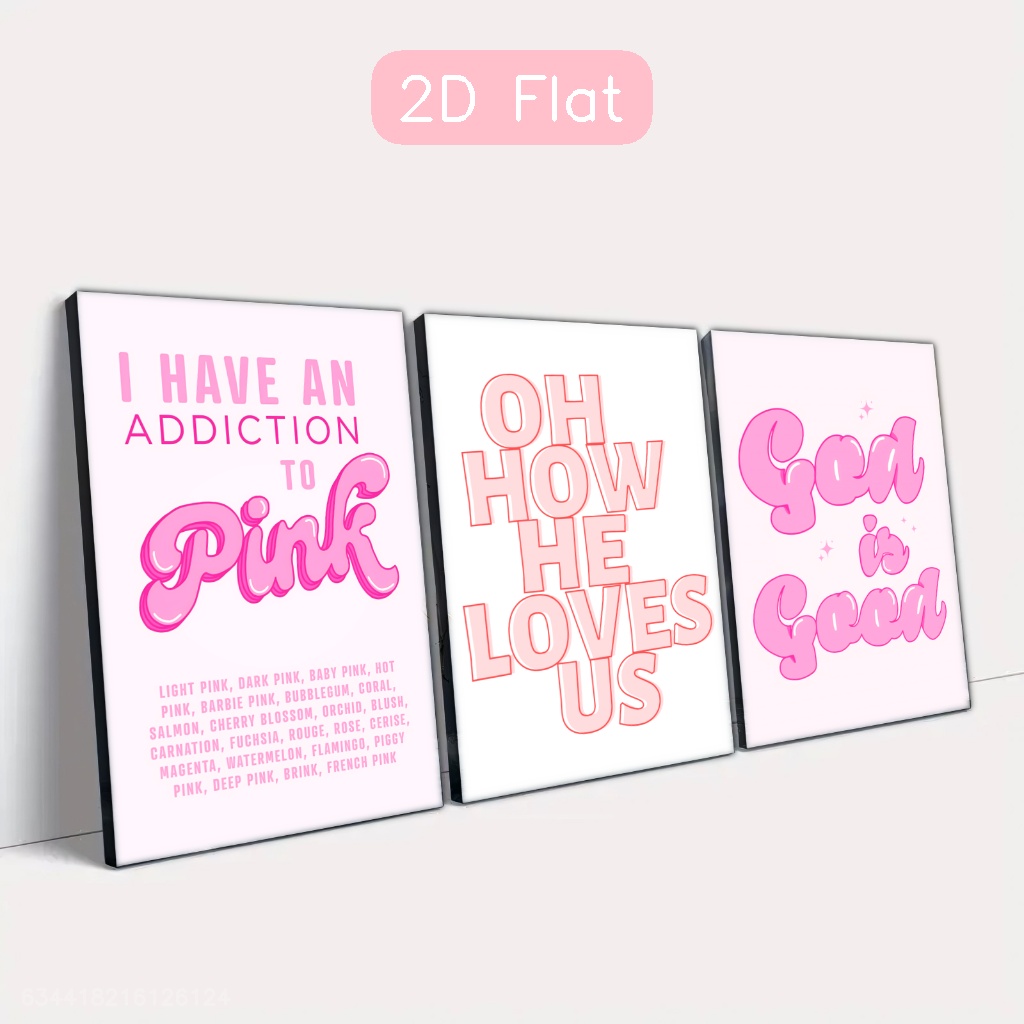 2D Flat
I HAVE AN
ADDICTION
TO
Pink
LIGHT PINK, DARK PINK, BABY PINK, HOT
PINK, BARBIE PINK, BUBBLEGUM, CORAL,
SALMON, CHERRY BLOSSOM, ORCHID, BLUSH,
CARNATION, FUCHSIA, ROUGE, ROSE, CERISE,
MAGENTA, WATERMELON, FLAMINGO, PIGGY
PINK, DEEP PINK, BRINK, FRENCH PINK
OH
HOW
HE
LOVES
US
God
is
Good